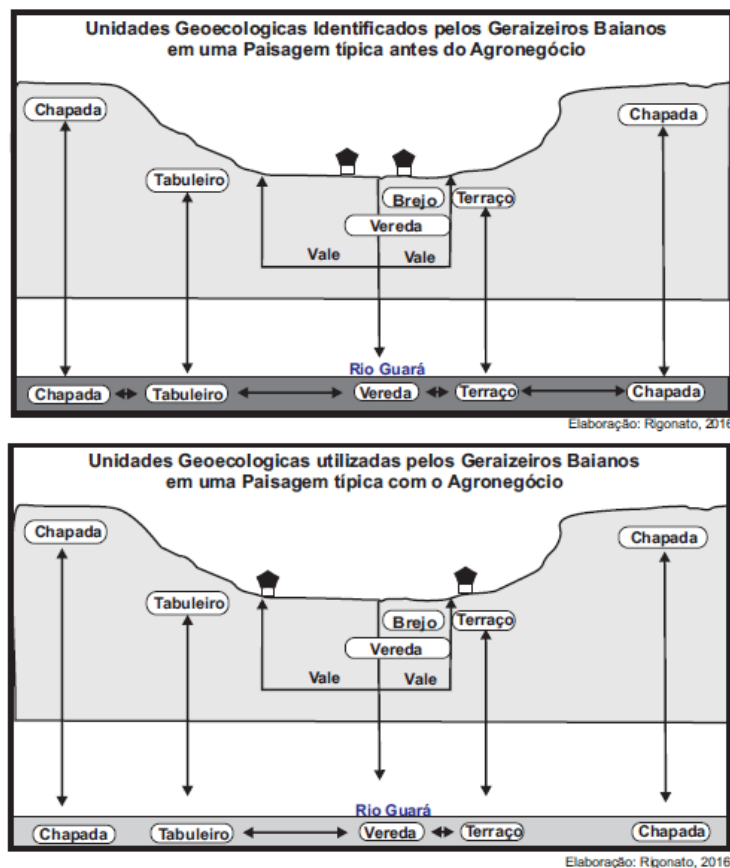 Unidades Geoecologicas Identificados pelos Geraizeiros Baianos
em uma Paisagem típica antes do Agronegócio
Chapada
Chapada
Tabuleiro
Brejo
Terraço
Vereda
Vale
Vale
Rio Guará
Chapada
Tabuleiro
Vereda
Terraço
Chapada
Elaboração: Rigonato, 2016
Unidades Geoecologicas utilizadas pelos Geraizeiros Baianos
em uma Paisagem típica com o Agronegócio
Chapada
Chapada
Tabuleiro
Brejo
Terraço
Vereda
Vale
Vale
Rio Guará
Chapada
Tabuleiro
Vereda
Terraço
Chapada
Elaboração: Rigonato, 2016